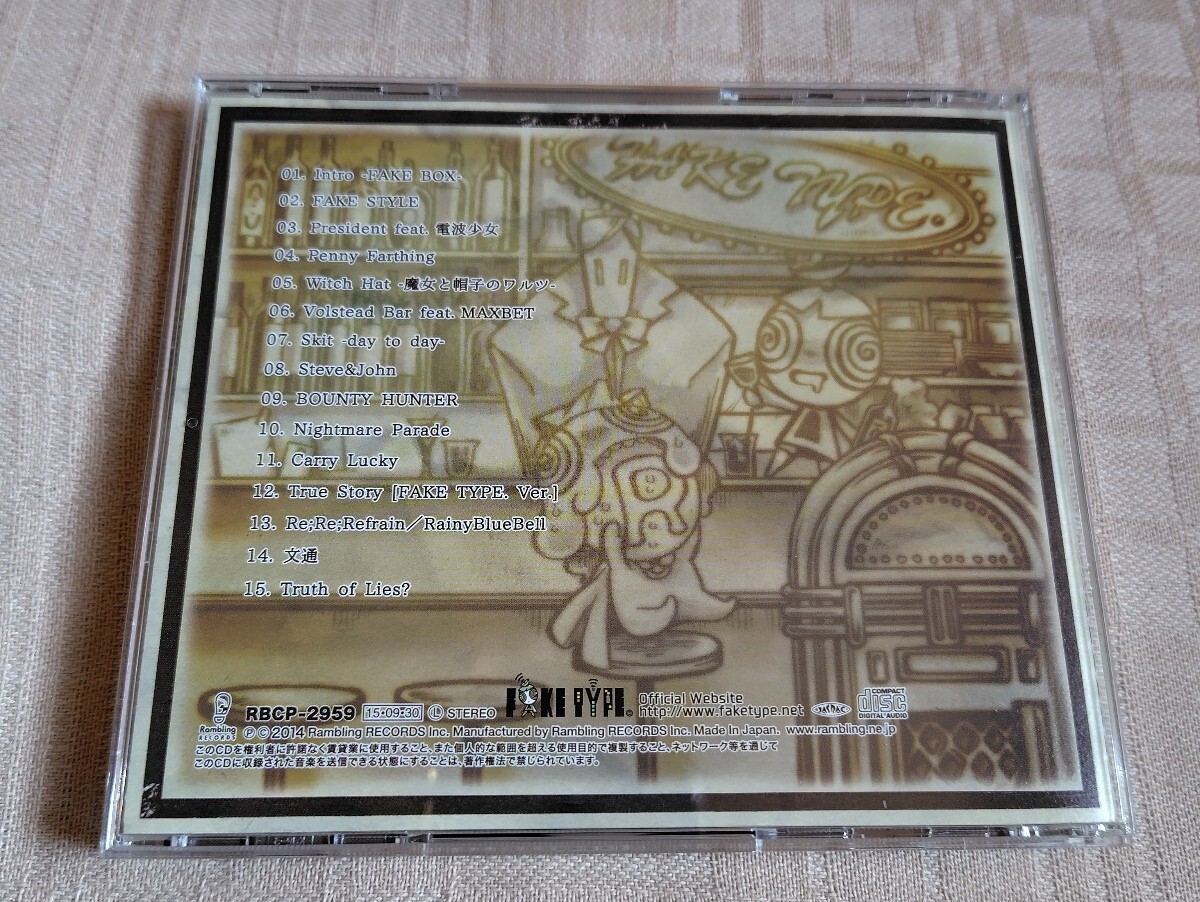 FAKE TYPE.
01. Intro -FAKE BOX-
02. FAKE STYLE
03. President feat. 電波少女
04. Penny Farthing
05. Witch Hat -魔女と帽子のワルツ-
06. Volstead Bar feat. MAXBET
07. Skit -day to day-
08. Steve&John
09. BOUNTY HUNTER
10. Nightmare Parade
11. Carry Lucky
12. True Story [FAKE TYPE. Ver.]
13. Re;Re;Refrain／RainyBlueBell
14. 文通
15. Truth of Lies?
Rambling RECORDS
RBCP-2959 15·09·30 Ⓛ STEREO
FAKE TYPE.
Official Website
http://www.faketype.net
JASRAC
COMPACT disc DIGITAL AUDIO
Ⓟ©2014 Rambling RECORDS Inc. Manufactured by Rambling RECORDS Inc. Made In Japan. www.rambling.ne.jp
このCDを権利者に許諾なく賃貸業に使用すること、また個人的な範囲を超える使用目的で複製すること、ネットワーク等を通じて
このCDに収録された音楽を送信できる状態にすることは、著作権法で禁じられています。